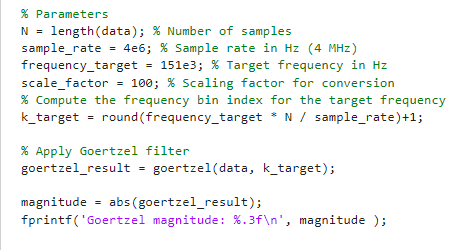 % Parameters
N = length(data); % Number of samples
sample_rate = 4e6; % Sample rate in Hz (4 MHz)
frequency_target = 151e3; % Target frequency in Hz
scale_factor = 100; % Scaling factor for conversion
% Compute the frequency bin index for the target frequency
k_target = round(frequency_target * N / sample_rate)+1;
% Apply Goertzel filter
goertzel_result = goertzel(data, k_target);
magnitude = abs(goertzel_result);
fprintf('Goertzel magnitude: %.3f\n', magnitude );